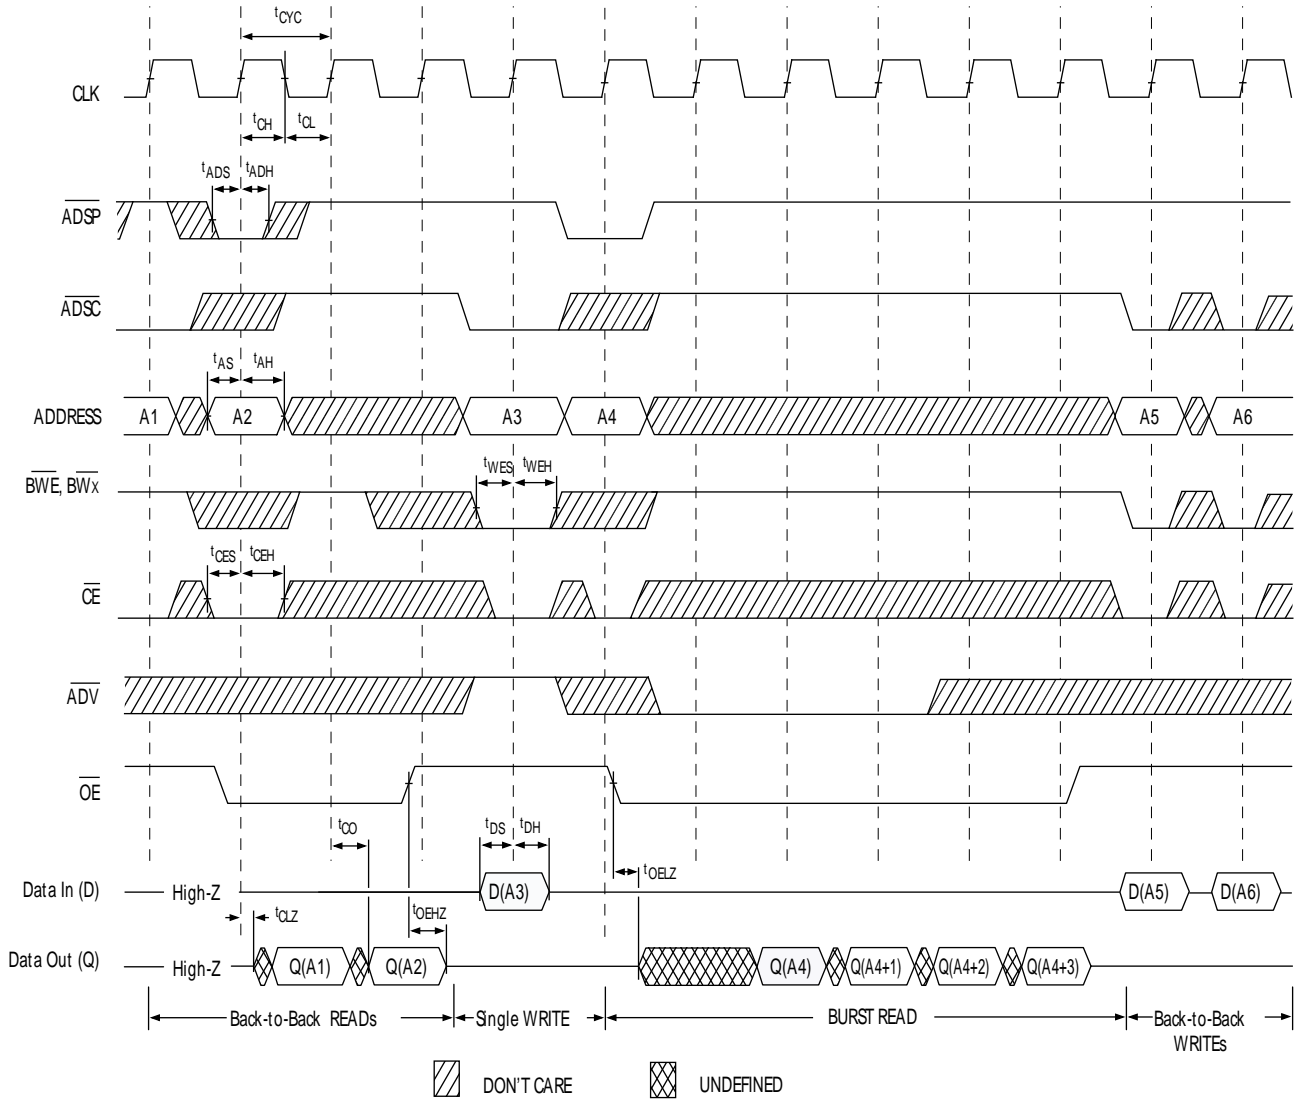 tCYC
CLK
tCH tCL
tADS tADH
ADSP
ADSC
tAS tAH
ADDRESS A1 A2 A3 A4 A5 A6
tWES tWEH
BWE, BWx
tCES tCEH
CE
ADV
OE
tCO tDS tDH
tOELZ
Data In (D) High-Z D(A3) D(A5) D(A6)
tCLZ tOEHZ
Data Out (Q) High-Z Q(A1) Q(A2) Q(A4) Q(A4+1) Q(A4+2) Q(A4+3)
Back-to-Back READs Single WRITE BURST READ Back-to-Back
WRITEs
DON'T CARE UNDEFINED